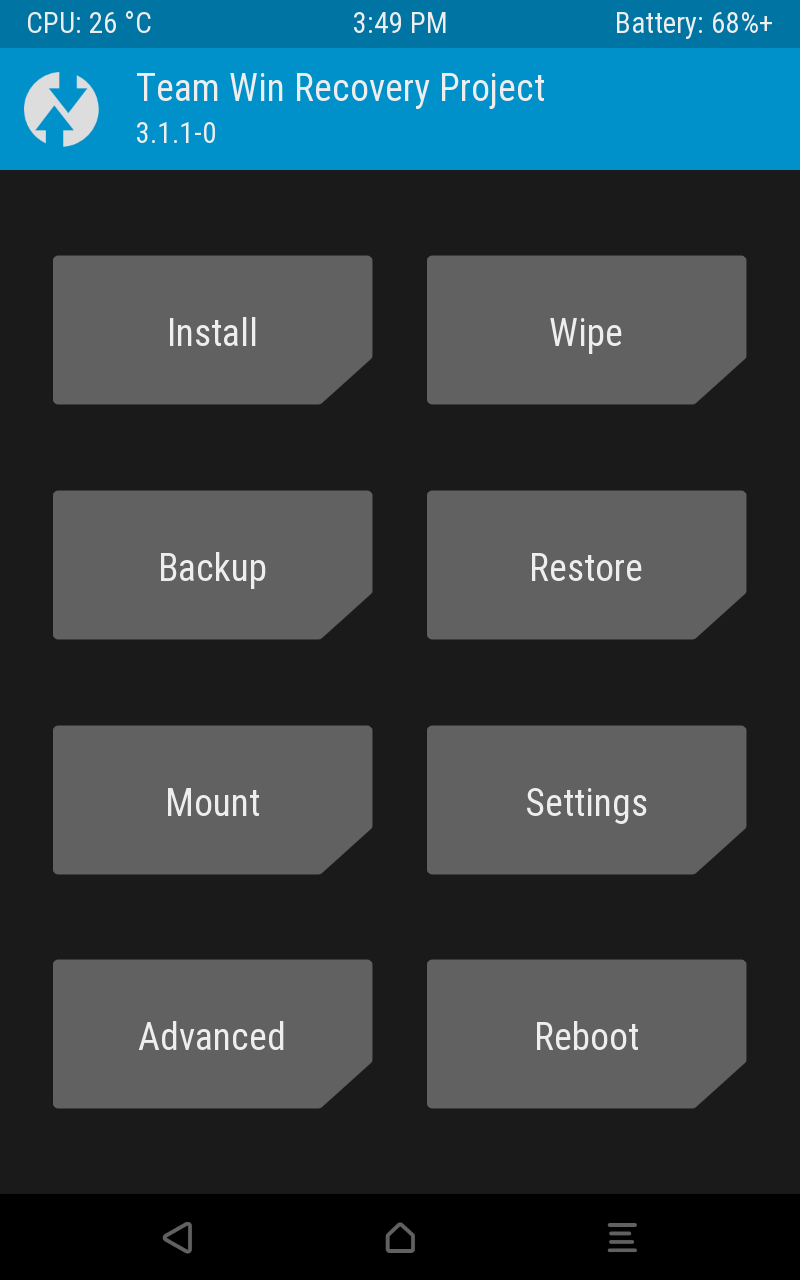 CPU: 26 °C 3:49 PM Battery: 68%+
Team Win Recovery Project
3.1.1-0
Install Wipe
Backup Restore
Mount Settings
Advanced Reboot